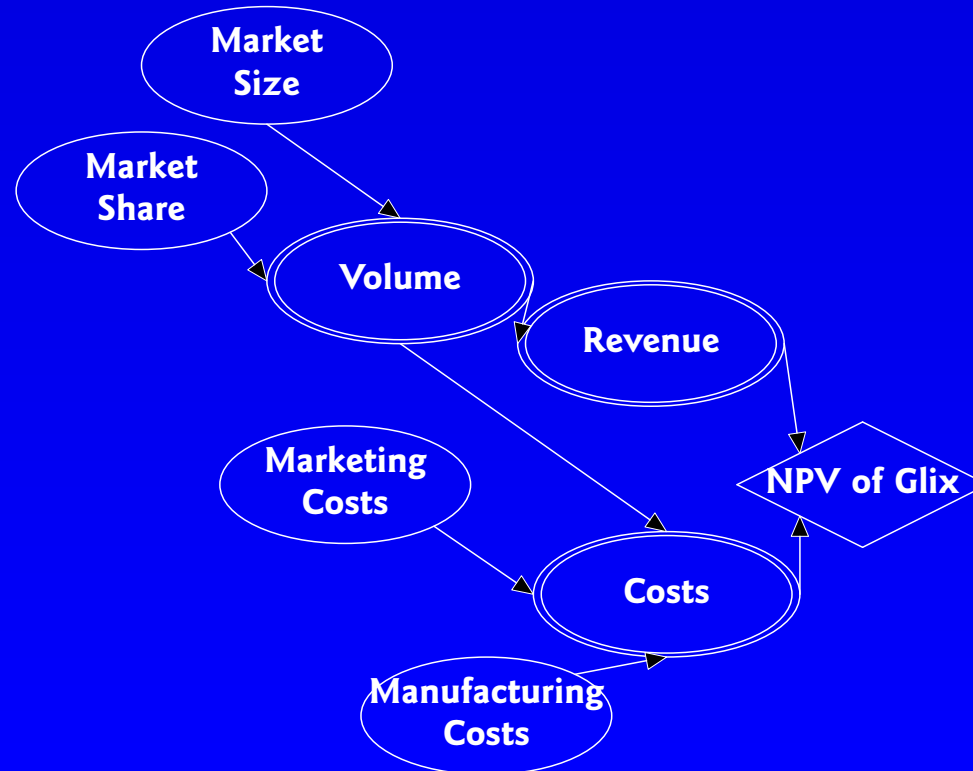 Market
Size
Market
Share
Volume
Revenue
Marketing
Costs
NPV of Glix
Costs
Manufacturing
Costs